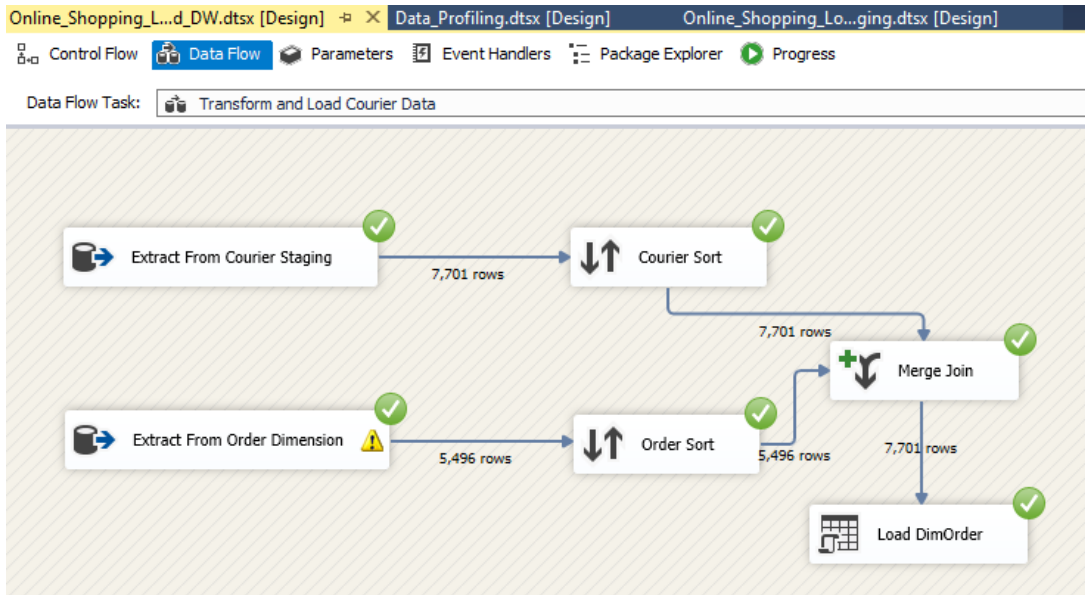 Online_Shopping_L...d_DW.dtsx [Design] Data_Profiling.dtsx [Design] Online_Shopping_Lo...ging.dtsx [Design]
Control Flow Data Flow Parameters Event Handlers Package Explorer Progress
Data Flow Task: Transform and Load Courier Data
Extract From Courier Staging
7,701 rows
Courier Sort
7,701 rows
Merge Join
Extract From Order Dimension
5,496 rows
Order Sort
5,496 rows
7,701 rows
Load DimOrder